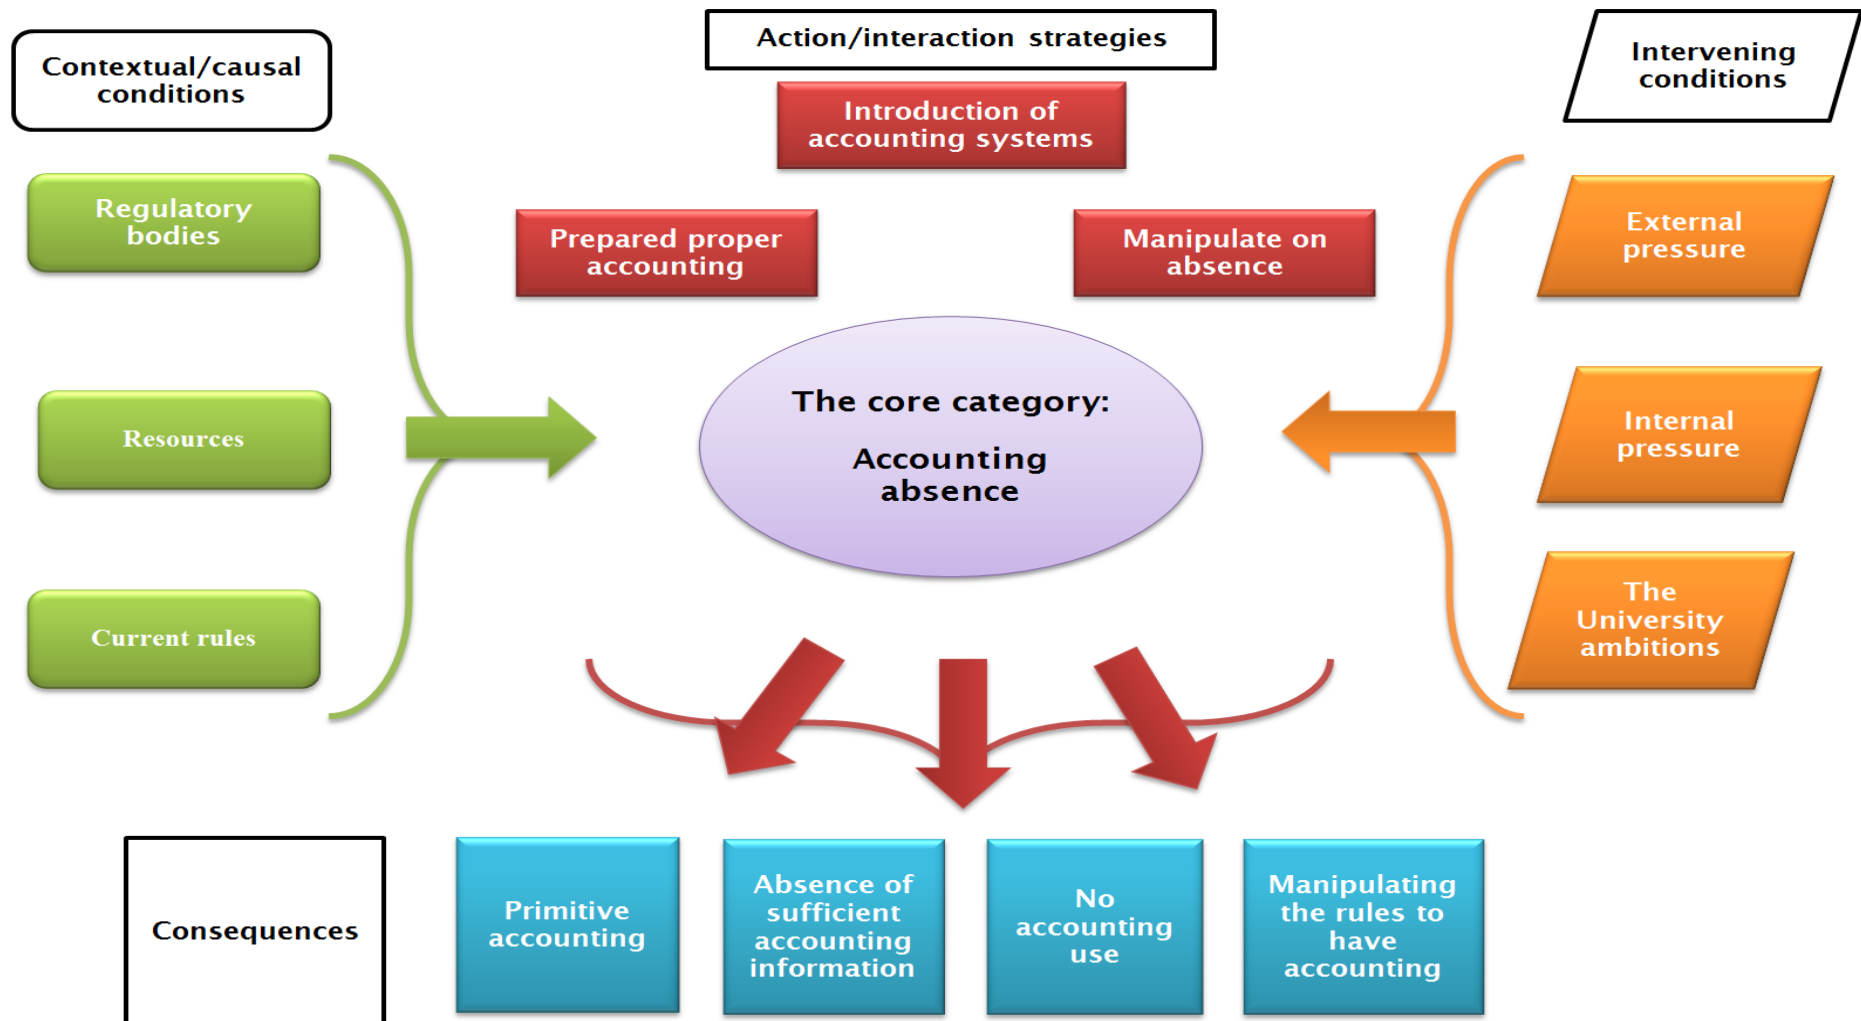 Contextual/causal
conditions
Action/interaction strategies
Intervening
conditions
Introduction of
accounting systems
Regulatory
bodies
Prepared proper
accounting
Manipulate on
absence
External
pressure
Resources
The core category:
Accounting
absence
Internal
pressure
Current rules
The
University
ambitions
Consequences
Primitive
accounting
Absence of
sufficient
accounting
information
No
accounting
use
Manipulating
the rules to
have
accounting